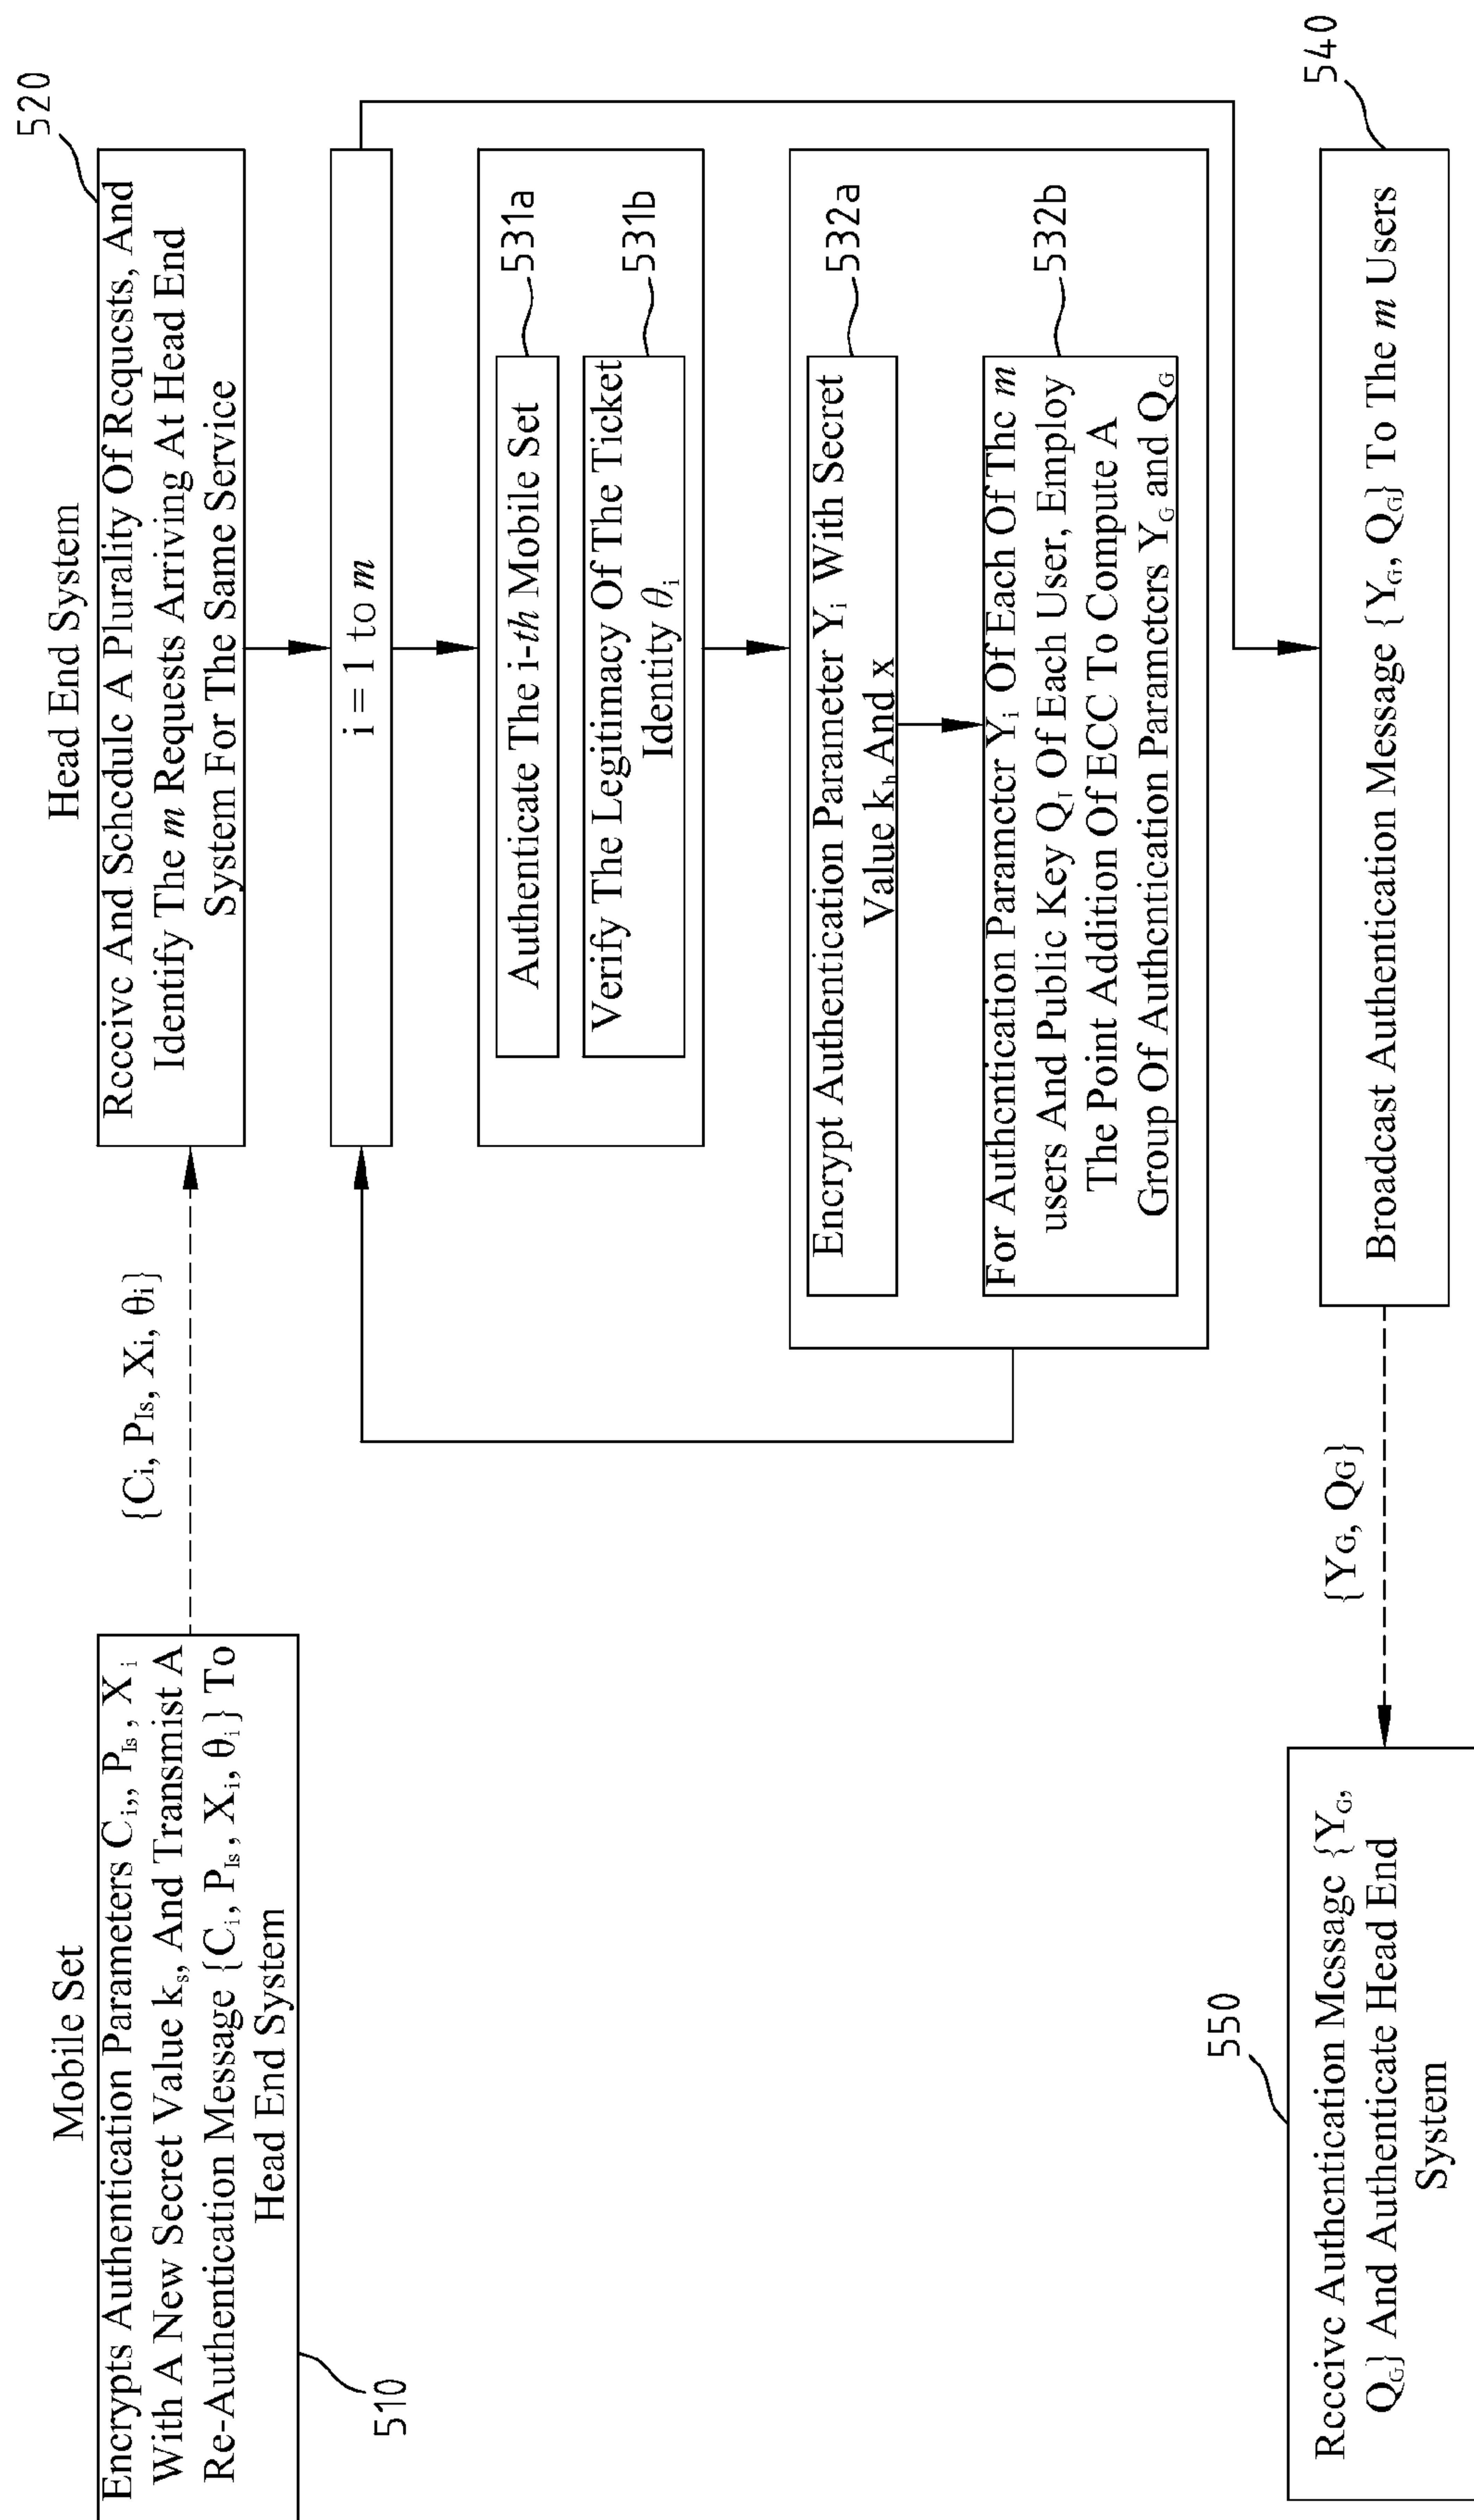 Mobile Set
Encrypts Authentication Parameters Ci,, PIs, Xi
With A New Secret Value ks, And Transmist A
Re-Authentication Message {Ci, PIs, Xi, θi} To
Head End System
510
{Ci, PIs, Xi, θi}
Head End System
520
Receive And Schedule A Plurality Of Requests, And
Identify The m Requests Arriving At Head End
System For The Same Service
i = 1 to m
Authenticate The i-th Mobile Set
531a
Verify The Legitimacy Of The Ticket
Identity θi
531b
Encrypt Authentication Parameter Yi With Secret
Value kh And x
532a
For Authentication Parameter Yi Of Each Of The m
users And Public Key QI Of Each User, Employ
The Point Addition Of ECC To Compute A
Group Of Authentication Parameters YG and QG
532b
Broadcast Authentication Message {YG, QG} To The m Users
540
{YG, QG}
550
Receive Authentication Message {YG,
QG} And Authenticate Head End
System